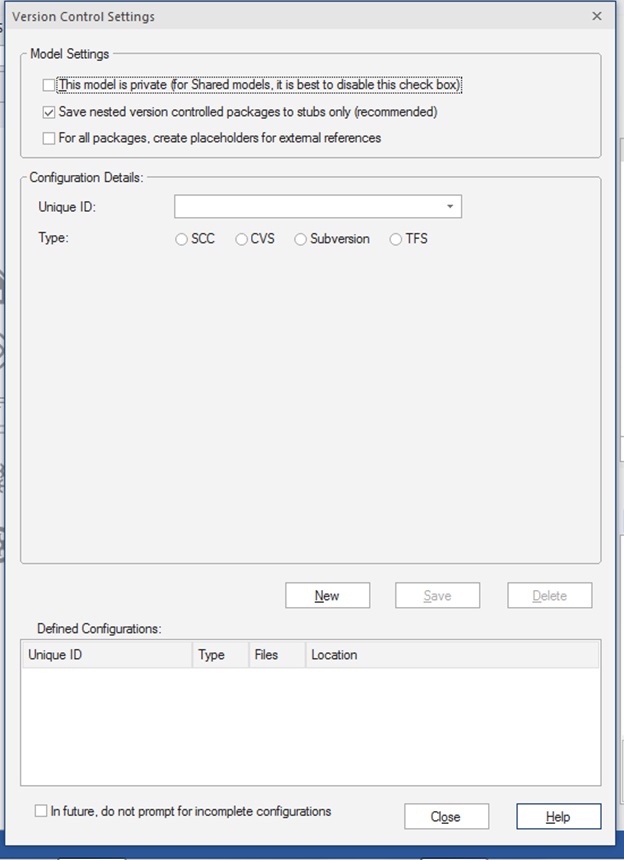 Version Control Settings
Model Settings
This model is private (for Shared models, it is best to disable this check box)
Save nested version controlled packages to stubs only (recommended)
For all packages, create placeholders for external references
Configuration Details:
Unique ID:
Type: SCC CVS Subversion TFS
New Save Delete
Defined Configurations:
Unique ID Type Files Location
In future, do not prompt for incomplete configurations Close Help